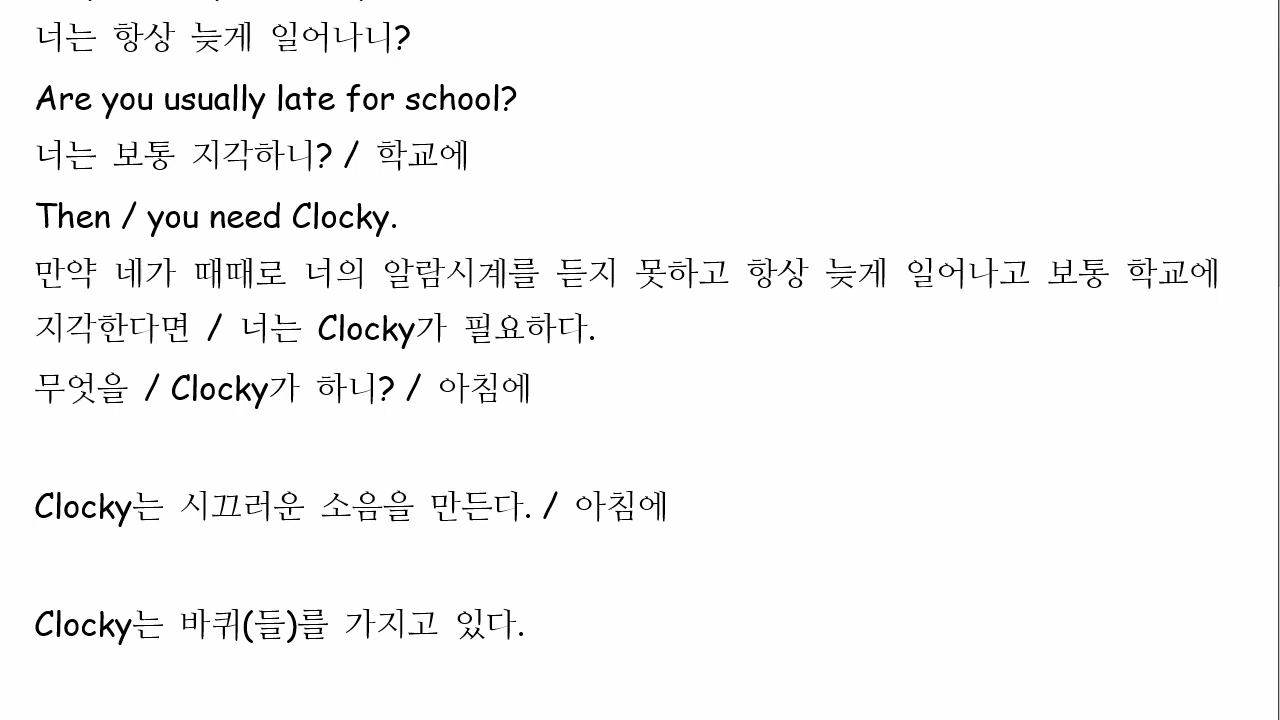 너는 항상 늦게 일어나니?
Are you usually late for school?
너는 보통 지각하니? / 학교에
Then / you need Clocky.
만약 네가 때때로 너의 알람시계를 듣지 못하고 항상 늦게 일어나고 보통 학교에
지각한다면 / 너는 Clocky가 필요하다.
무엇을 / Clocky가 하니? / 아침에
Clocky는 시끄러운 소음을 만든다. / 아침에
Clocky는 바퀴(들)를 가지고 있다.